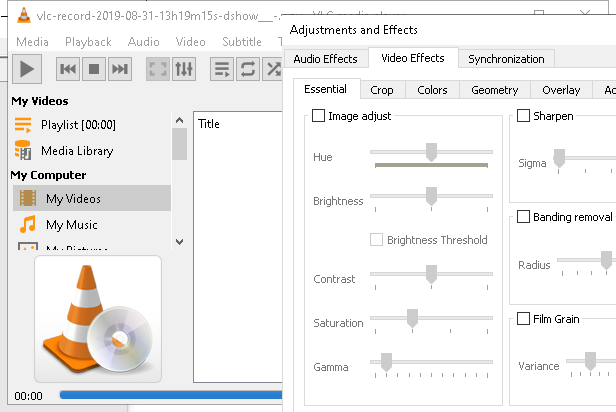 vlc-record-2019-08-31-13h19m15s-dshow___-.
Media Playback Audio Video Subtitle
My Videos
Playlist [00:00]
Media Library
My Computer
My Videos
My Music
My Pictures
00:00
Title
Adjustments and Effects
Audio Effects Video Effects Synchronization
Essential Crop Colors Geometry Overlay
Image adjust
Hue
Brightness
Brightness Threshold
Contrast
Saturation
Gamma
Sharpen
Sigma
Banding removal
Radius
Film Grain
Variance